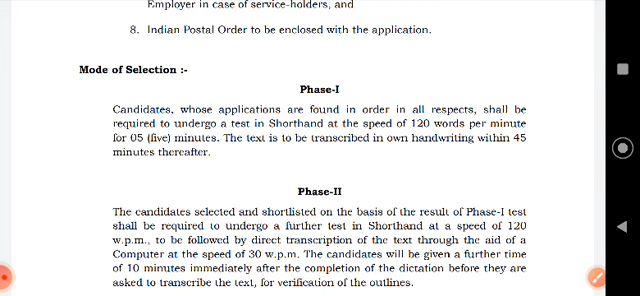 Employer in case of service-holders, and
8. Indian Postal Order to be enclosed with the application.
Mode of Selection :-
Phase-I
Candidates, whose applications are found in order in all respects, shall be
required to undergo a test in Shorthand at the speed of 120 words per minute
for 05 (five) minutes. The text is to be transcribed in own handwriting within 45
minutes thereafter.
Phase-II
The candidates selected and shortlisted on the basis of the result of Phase-I test
shall be required to undergo a further test in Shorthand at a speed of 120
w.p.m., to be followed by direct transcription of the text through the aid of a
Computer at the speed of 30 w.p.m. The candidates will be given a further time
of 10 minutes immediately after the completion of the dictation before they are
asked to transcribe the text, for verification of the outlines.